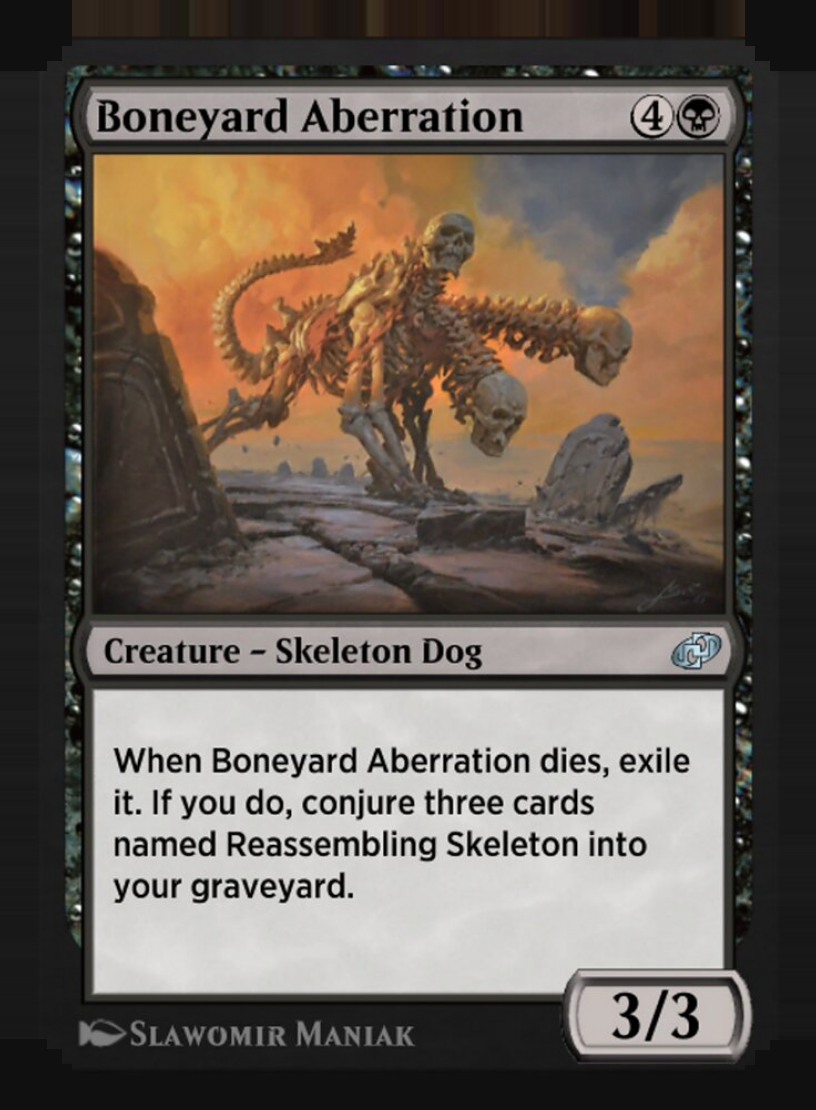 Boneyard Aberration 4
Creature – Skeleton Dog
When Boneyard Aberration dies, exile
it. If you do, conjure three cards
named Reassembling Skeleton into
your graveyard.
3/3
Slawomir Maniak